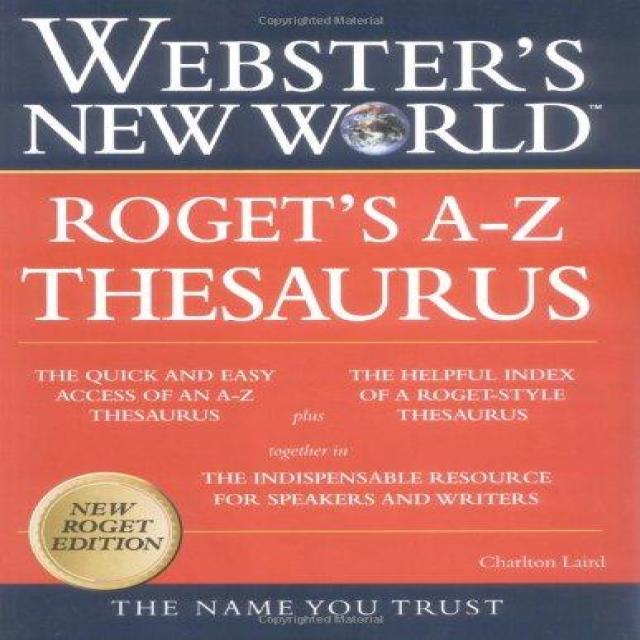 Copyrighted Material
WEBSTER'S
NEW WORLD™
ROGET'S A-Z
THESAURUS
THE QUICK AND EASY
ACCESS OF AN A-Z
THESAURUS
plus
THE HELPFUL INDEX
OF A ROGET-STYLE
THESAURUS
together in
THE INDISPENSABLE RESOURCE
FOR SPEAKERS AND WRITERS
NEW
ROGET
EDITION
Charlton Laird
THE NAME YOU TRUST
Copyrighted Material